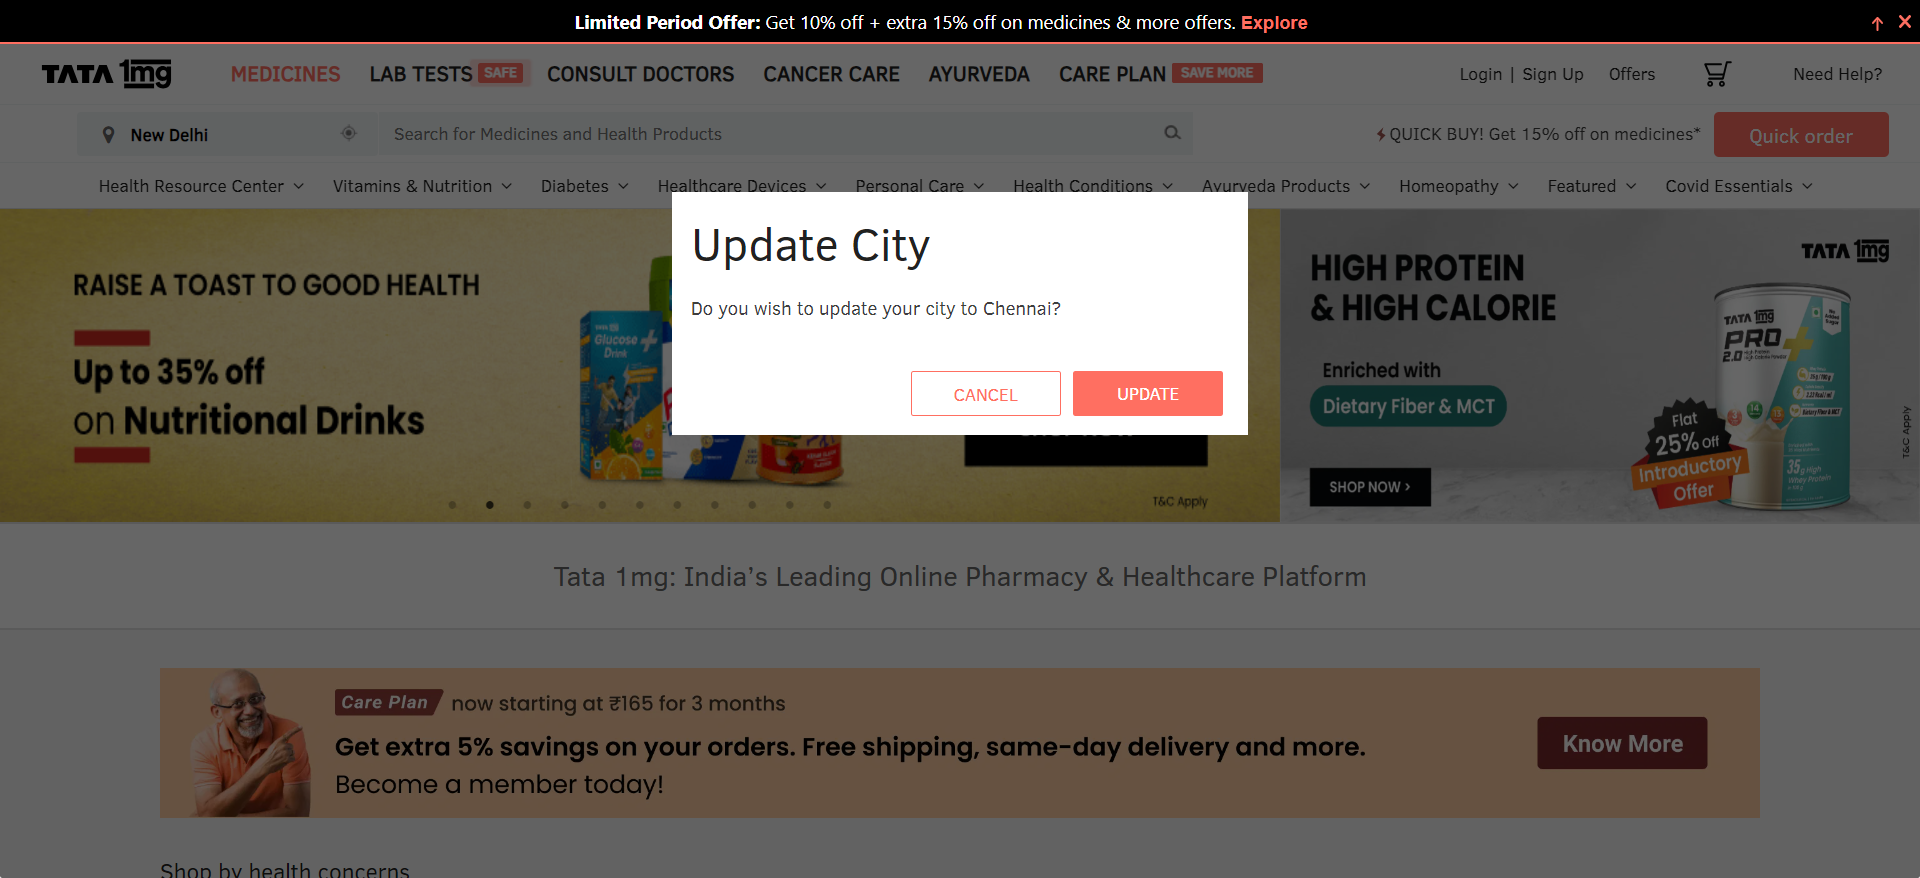 Limited Period Offer: Get 10% off + extra 15% off on medicines & more offers. Explore
TATA 1mg
MEDICINES
LAB TESTS SAFE
CONSULT DOCTORS
CANCER CARE
AYURVEDA
CARE PLAN SAVE MORE
Login | Sign Up
Offers
Need Help?
New Delhi
Search for Medicines and Health Products
QUICK BUY! Get 15% off on medicines*
Quick order
Health Resource Center
Vitamins & Nutrition
Diabetes
Healthcare Devices
Personal Care
Health Conditions
Ayurveda Products
Homeopathy
Featured
Covid Essentials
Update City
Do you wish to update your city to Chennai?
CANCEL
UPDATE
RAISE A TOAST TO GOOD HEALTH
Up to 35% off
on Nutritional Drinks
TATA 1mg
Glucose
Drink
T&C Apply
TATA 1mg
HIGH PROTEIN
& HIGH CALORIE
Enriched with
Dietary Fiber & MCT
SHOP NOW ›
TATA 1mg
PRO+
2.0
Flat
25% Off
Introductory
Offer
35g High
Whey Protein
T&C Apply
Tata 1mg: India’s Leading Online Pharmacy & Healthcare Platform
Care Plan now starting at ₹165 for 3 months
Get extra 5% savings on your orders. Free shipping, same-day delivery and more.
Become a member today!
Know More
Shop by health concerns